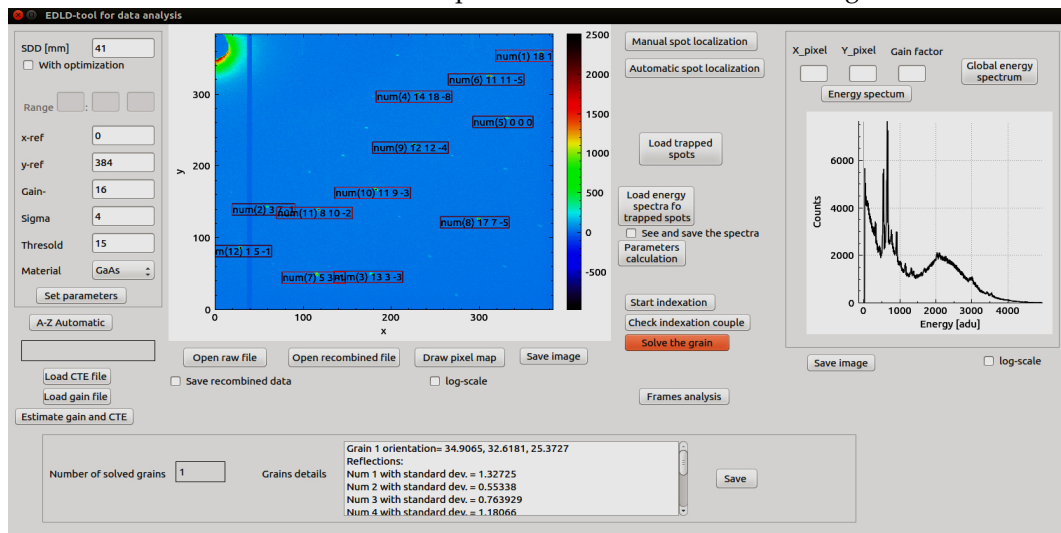 EDLD-tool for data analysis
SDD [mm] 41
With optimization
Range :
x-ref 0
y-ref 384
Gain- 16
Sigma 4
Thresold 15
Material GaAs
Set parameters
A-Z Automatic
Load CTE file
Load gain file
Estimate gain and CTE
300
200
100
0
y
0 100 200 300
x
num(1) 18 1
num(6) 11 11 -5
num(4) 14 18 -8
num(5) 0 0 0
num(9) 12 12 -4
num(10) 11 9 -3
num(2) 3 7 -1
num(11) 8 10 -2
num(8) 17 7 -5
m(12) 1 5 -1
num(7) 5 3
num(3) 13 3 -3
2500
2000
1500
1000
500
0
-500
Open raw file
Open recombined file
Draw pixel map
Save image
Save recombined data
log-scale
Manual spot localization
Automatic spot localization
Load trapped
spots
Load energy
spectra fo
trapped spots
See and save the spectra
Parameters
calculation
Start indexation
Check indexation couple
Solve the grain
Frames analysis
X_pixel Y_pixel Gain factor
Global energy
spectrum
Energy spectum
6000
4000
2000
0
Counts
0 1000 2000 3000 4000
Energy [adu]
Save image
log-scale
Number of solved grains 1
Grains details
Grain 1 orientation= 34.9065, 32.6181, 25.3727
Reflections:
Num 1 with standard dev. = 1.32725
Num 2 with standard dev. = 0.55338
Num 3 with standard dev. = 0.763929
Num 4 with standard dev. = 1.18066
Save